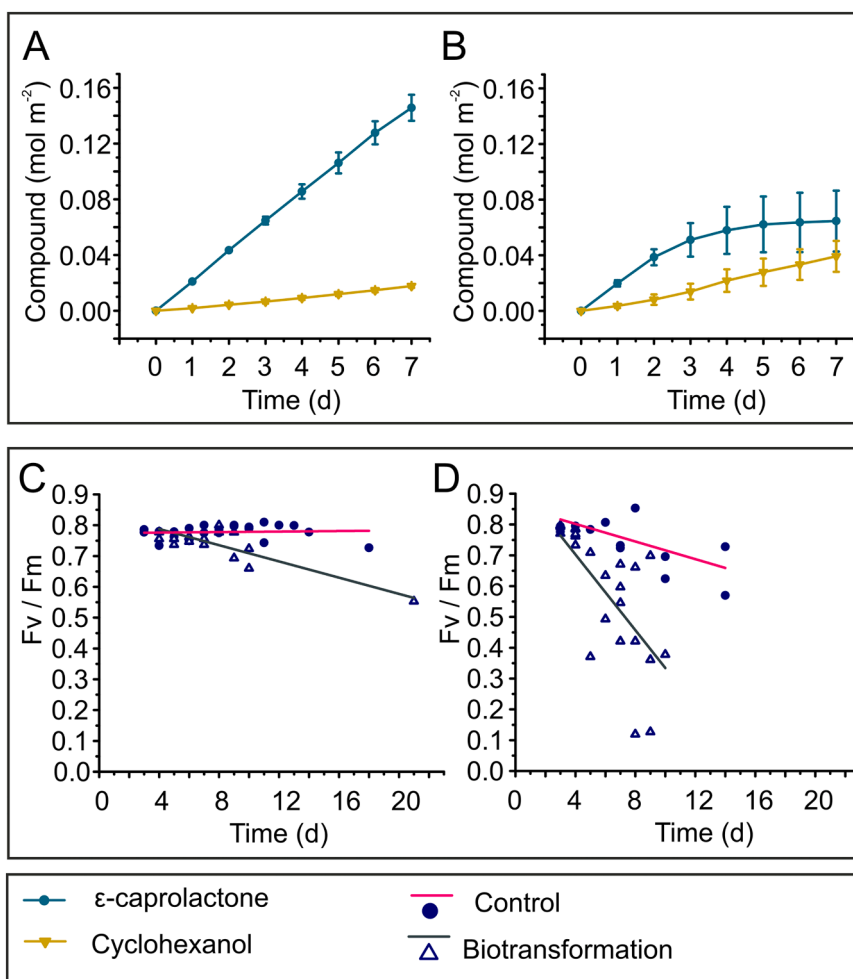 A
Compound (mol m-2)
0.16
0.12
0.08
0.04
0.00
0 1 2 3 4 5 6 7
Time (d)
B
Compound (mol m-2)
0.16
0.12
0.08
0.04
0.00
0 1 2 3 4 5 6 7
Time (d)
C
Fv / Fm
0.9
0.8
0.7
0.6
0.5
0.4
0.3
0.2
0.1
0.0
0 4 8 12 16 20
Time (d)
D
Fv / Fm
0.9
0.8
0.7
0.6
0.5
0.4
0.3
0.2
0.1
0.0
0 4 8 12 16 20
Time (d)
ε-caprolactone
Control
Cyclohexanol
Biotransformation